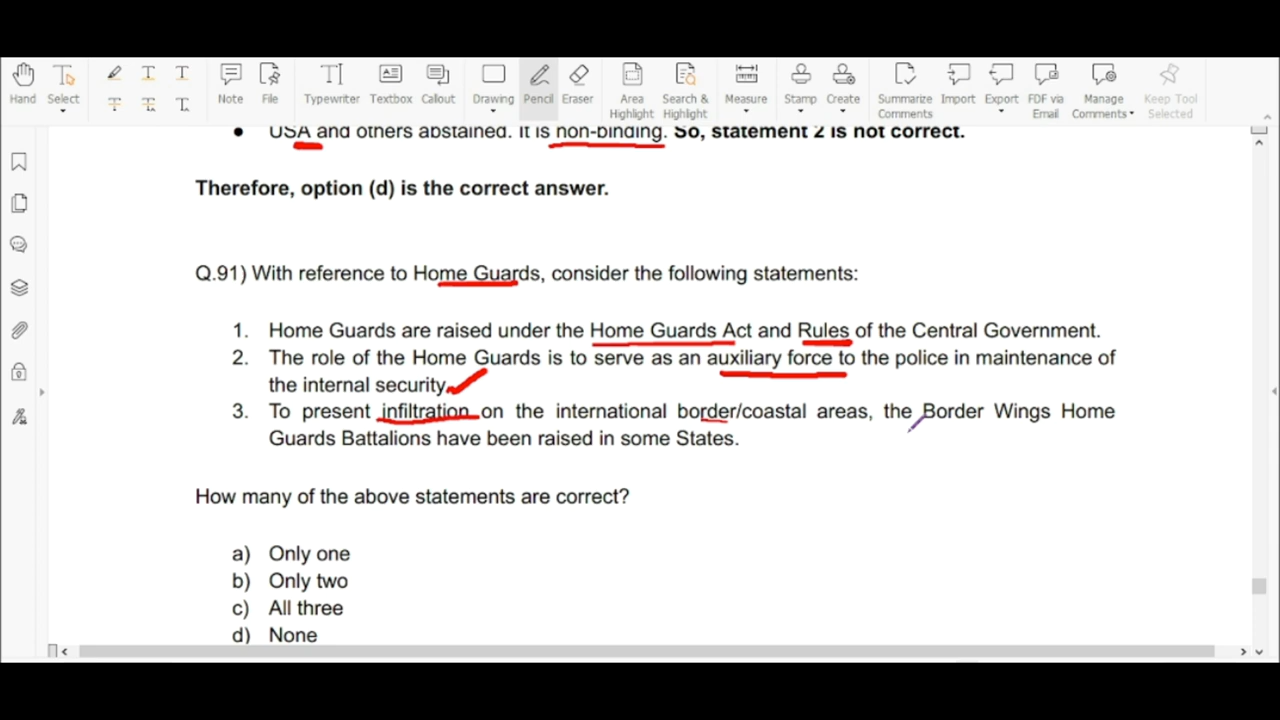 Hand Select Note File Typewriter Textbox Callout Drawing Pencil Eraser Area Highlight Search & Highlight Measure Stamp Create Summarize Comments Import Export FDF via Email Manage Comments Keep Tool Selected
• USA and others abstained. It is non-binding. So, statement 2 is not correct.
Therefore, option (d) is the correct answer.
Q.91) With reference to Home Guards, consider the following statements:
1. Home Guards are raised under the Home Guards Act and Rules of the Central Government.
2. The role of the Home Guards is to serve as an auxiliary force to the police in maintenance of
the internal security.
3. To present infiltration on the international border/coastal areas, the Border Wings Home
Guards Battalions have been raised in some States.
How many of the above statements are correct?
a) Only one
b) Only two
c) All three
d) None